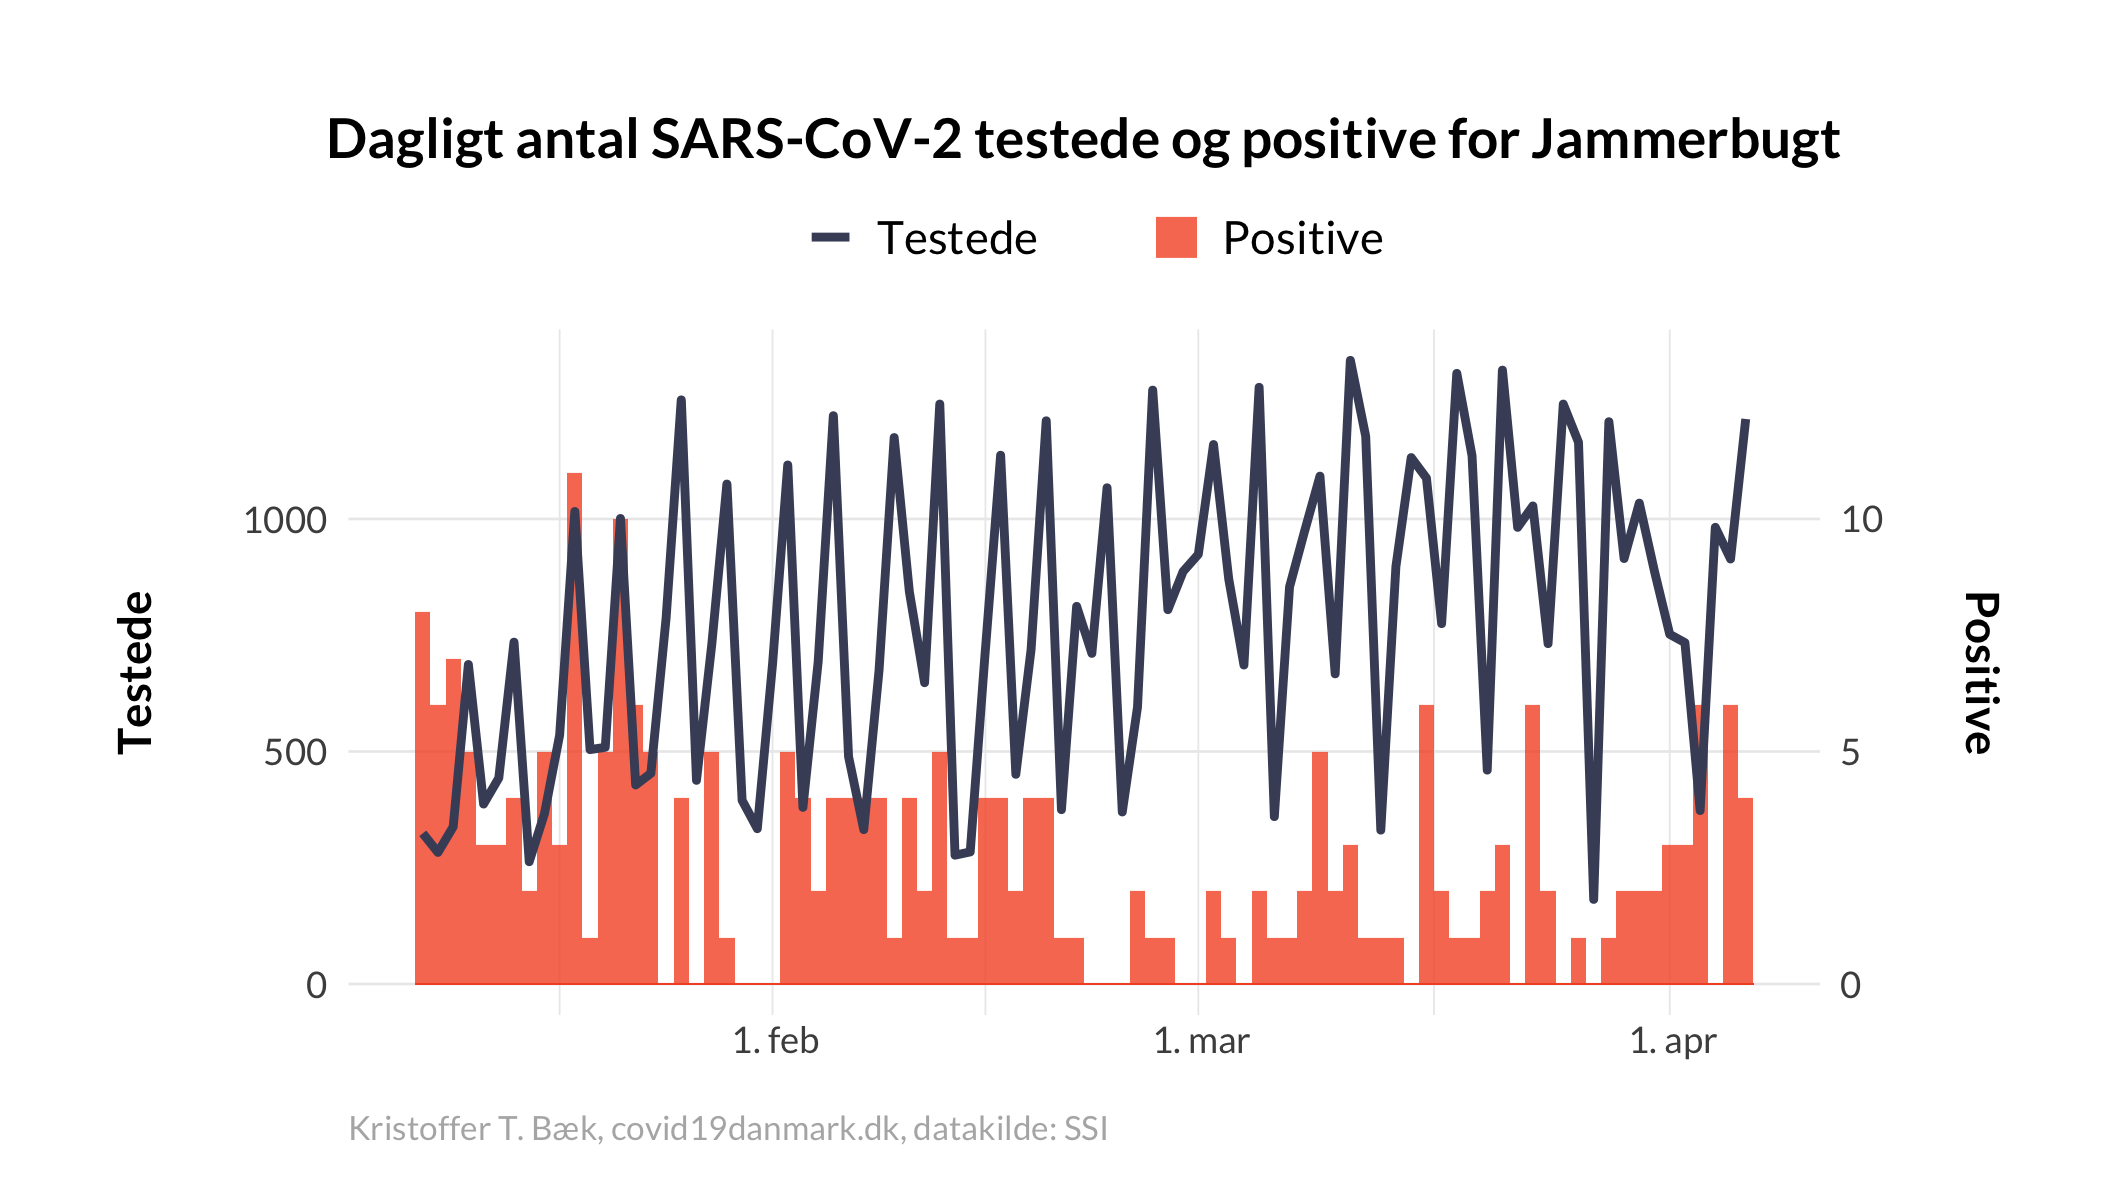 Dagligt antal SARS-CoV-2 testede og positive for Jammerbugt
Testede
Positive
Testede
1000
500
0
10
5
0
Positive
1. feb
1. mar
1. apr
Kristoffer T. Bæk, covid19danmark.dk, datakilde: SSI